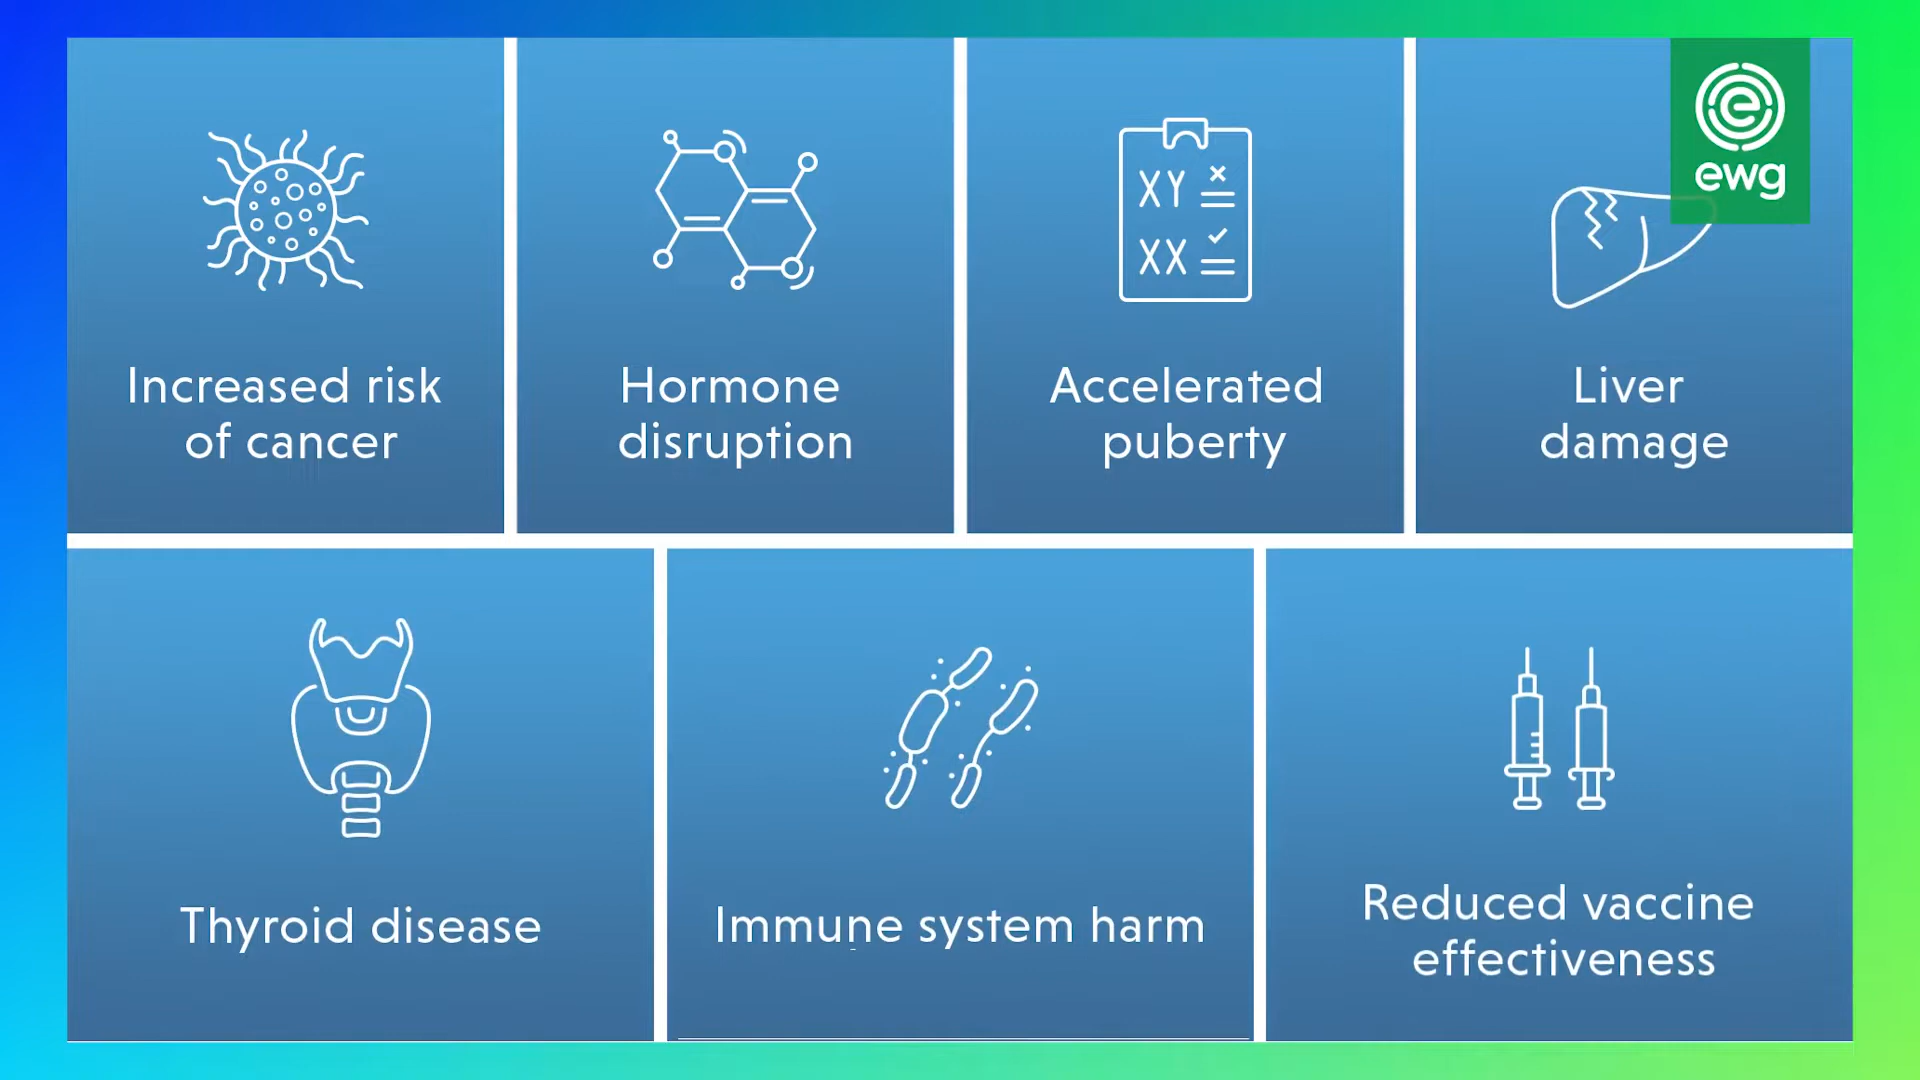 ewg
XY
XX
Increased risk
of cancer
Hormone
disruption
Accelerated
puberty
Liver
damage
Thyroid disease
Immune system harm
Reduced vaccine
effectiveness